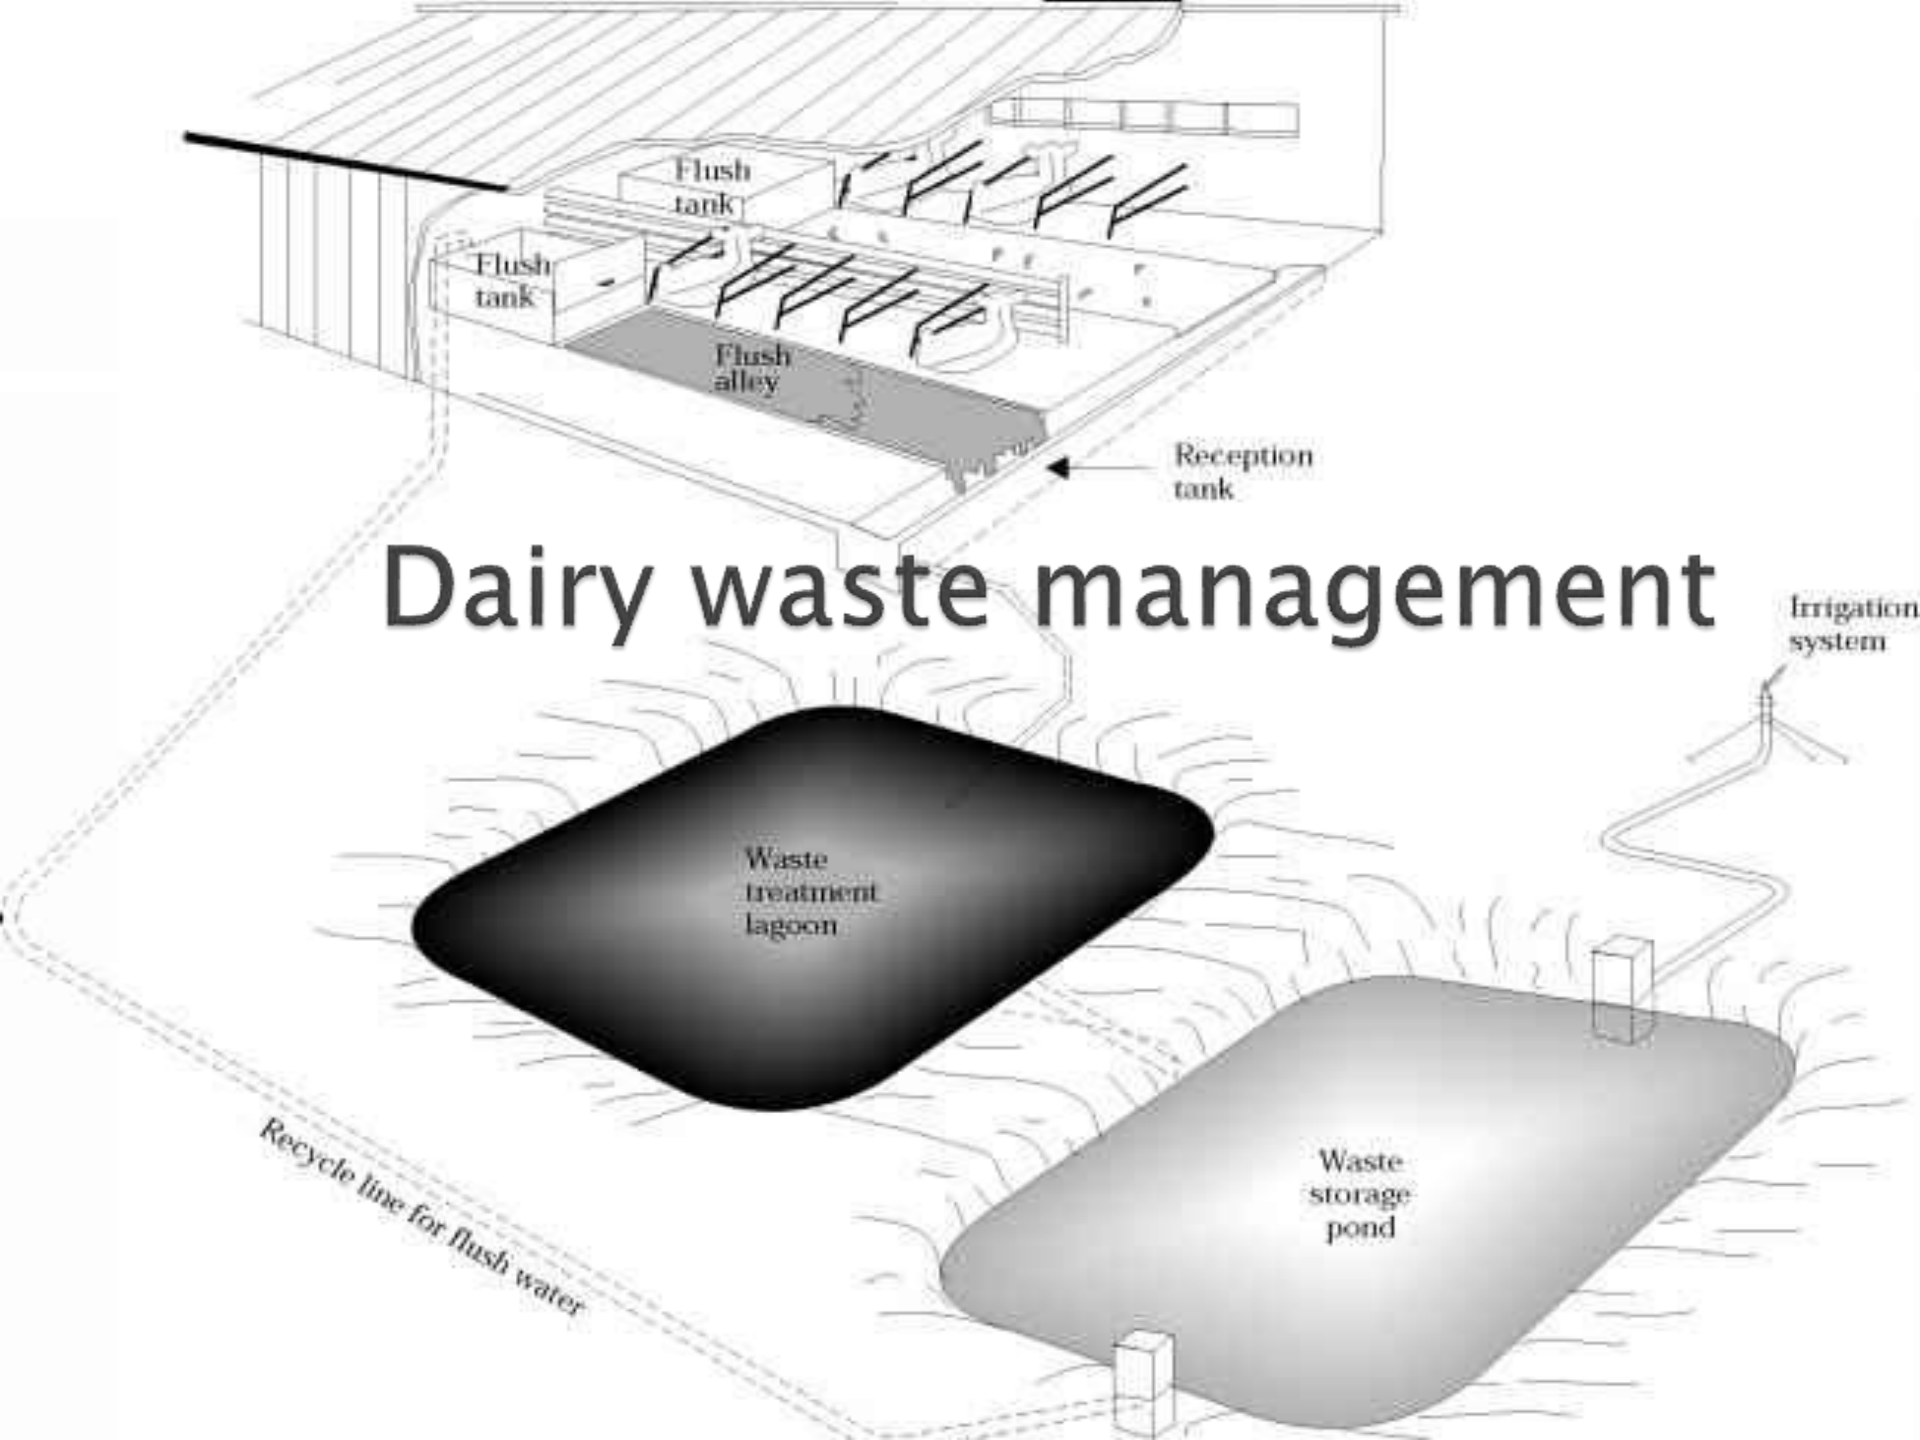 Flush
tank
Flush
tank
Flush
alley
Reception
tank
Dairy waste management
Irrigation
system
Waste
treatment
lagoon
Waste
storage
pond
Recycle line for flush water